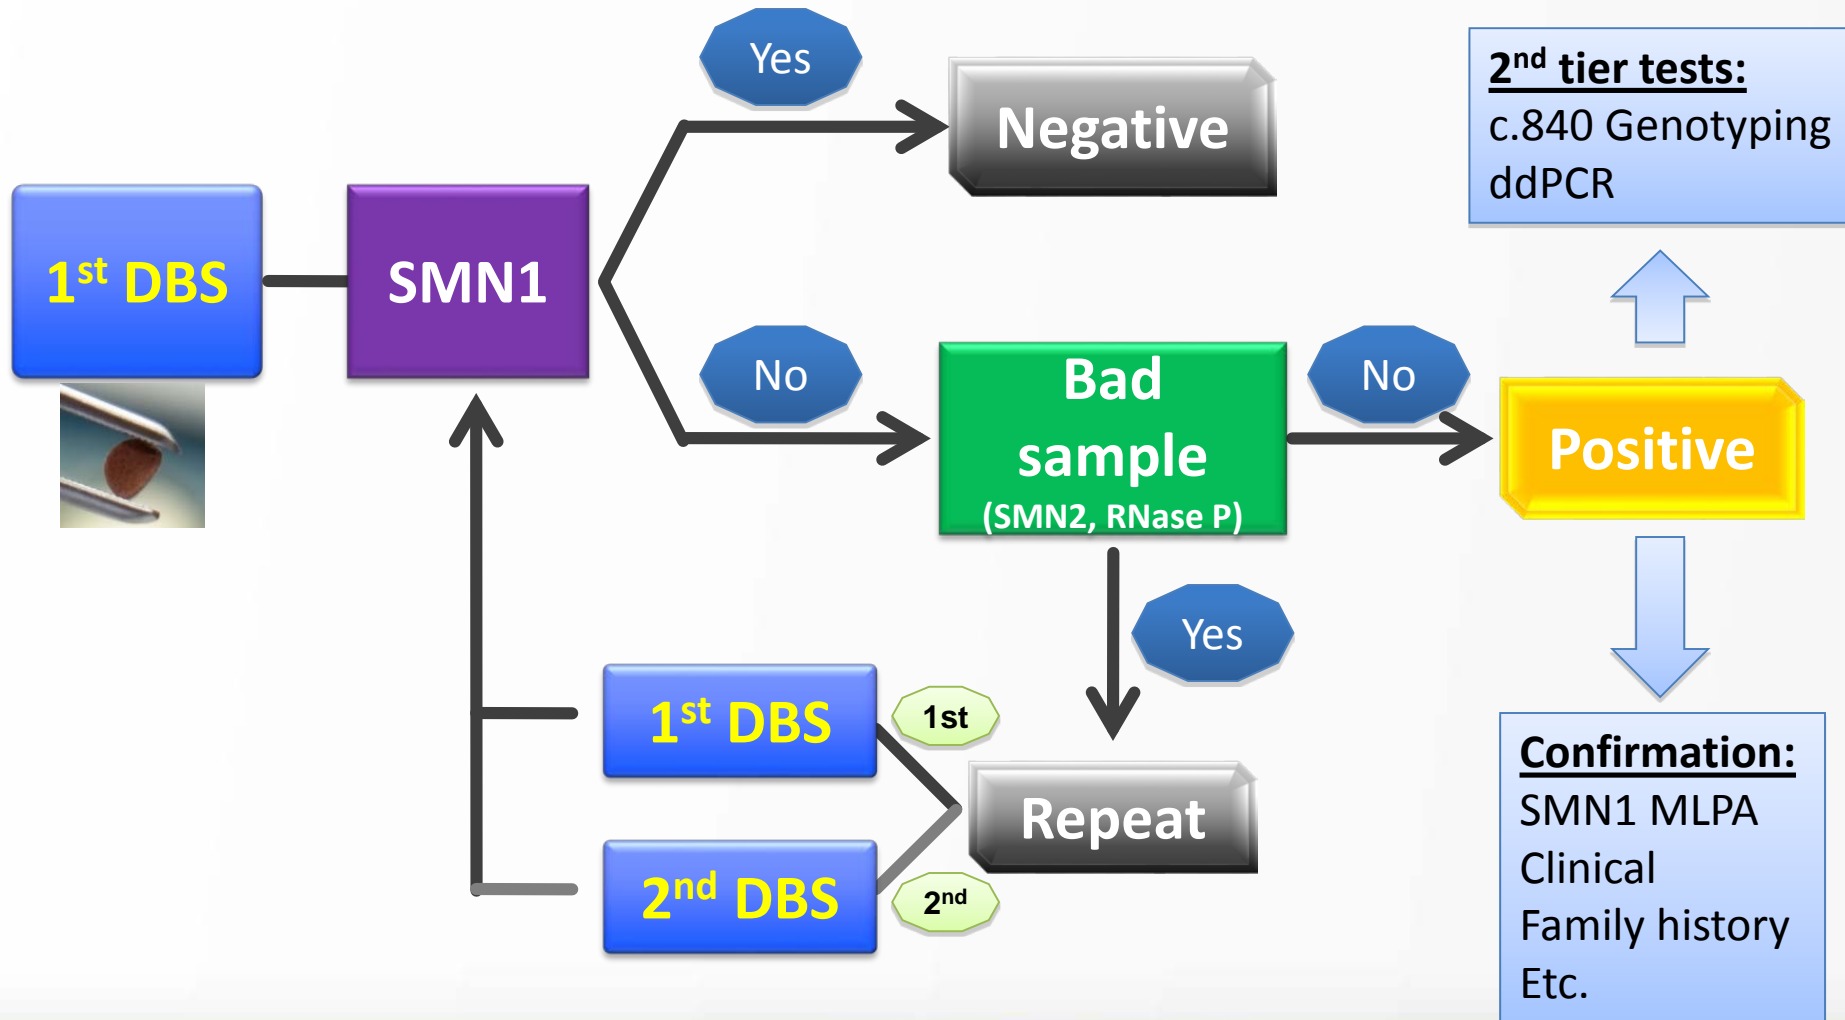 Yes
Negative
2nd tier tests:
c.840 Genotyping
ddPCR
1st DBS
SMN1
No
Bad
sample
(SMN2, RNase P)
No
Positive
Yes
1st DBS
1st
Repeat
2nd DBS
2nd
Confirmation:
SMN1 MLPA
Clinical
Family history
Etc.